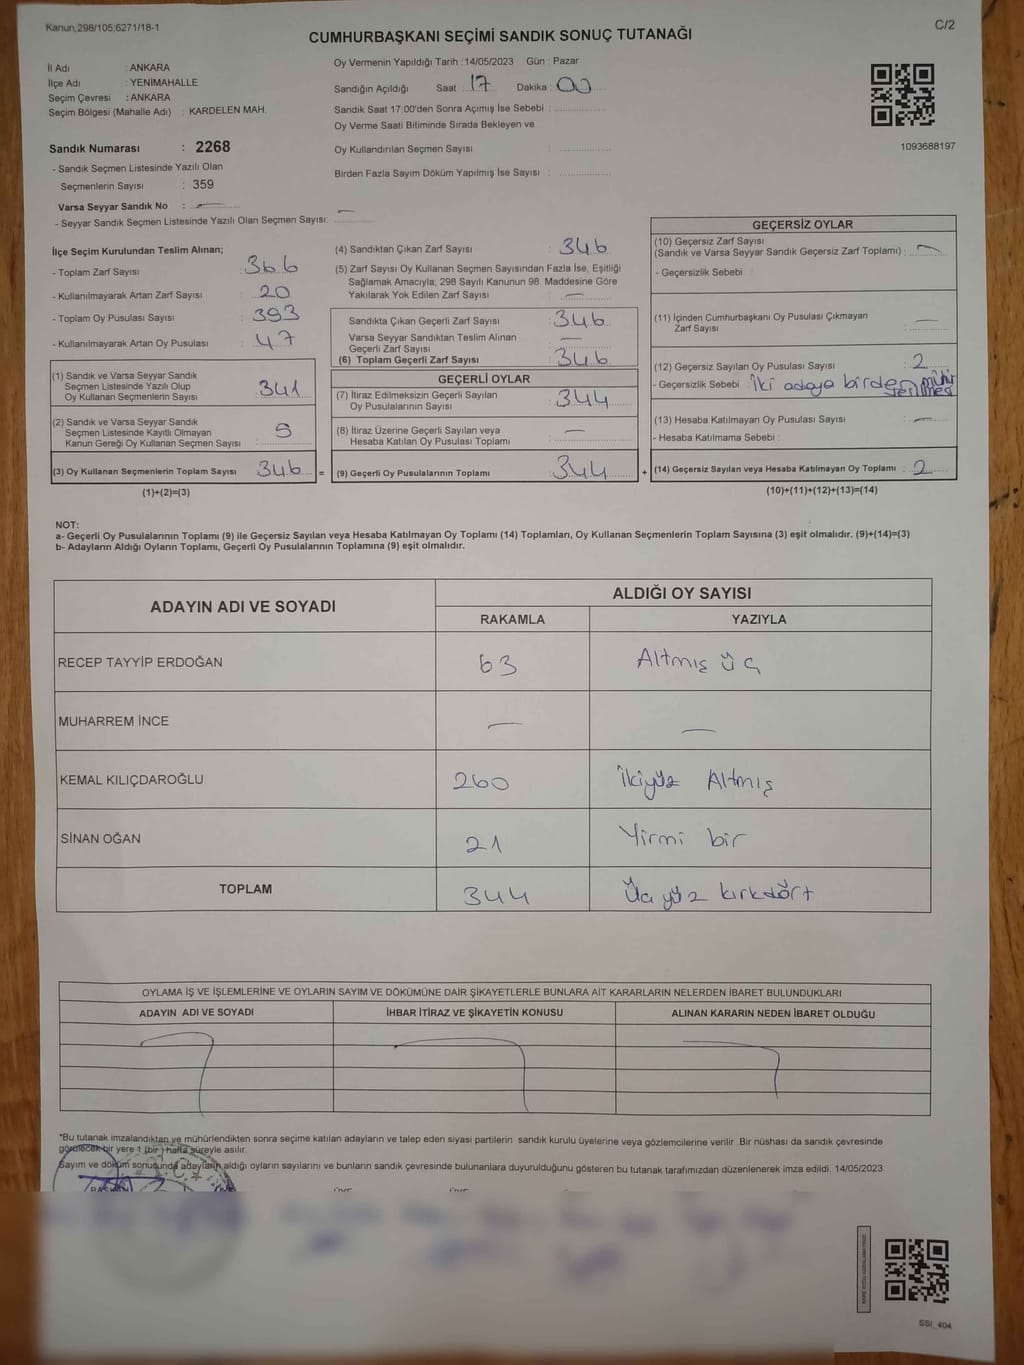 Kanun:298/105;6271/18-1
C/2
CUMHURBAŞKANI SEÇİMİ SANDIK SONUÇ TUTANAĞI
İl Adı : ANKARA
İlçe Adı : YENİMAHALLE
Seçim Çevresi : ANKARA
Seçim Bölgesi (Mahalle Adı) : KARDELEN MAH.
Oy Vermenin Yapıldığı Tarih :14/05/2023 Gün : Pazar
Sandığın Açıldığı Saat : 17 Dakika : 00
Sandık Saat 17:00'den Sonra Açımış İse Sebebi :
Oy Verme Saati Bitiminde Sırada Bekleyen ve
Oy Kullandırılan Seçmen Sayısı :
Birden Fazla Sayım Döküm Yapılmış İse Sayısı :
1093688197
Sandık Numarası : 2268
- Sandık Seçmen Listesinde Yazılı Olan
Seçmenlerin Sayısı : 359
Varsa Seyyar Sandık No : —
- Seyyar Sandık Seçmen Listesinde Yazılı Olan Seçmen Sayısı: —
İlçe Seçim Kurulundan Teslim Alınan;
- Toplam Zarf Sayısı : 366
- Kullanılmayarak Artan Zarf Sayısı : 20
- Toplam Oy Pusulası Sayısı : 393
- Kullanılmayarak Artan Oy Pusulası : 47
(1) Sandık ve Varsa Seyyar Sandık
Seçmen Listesinde Yazılı Olup
Oy Kullanan Seçmenlerin Sayısı : 341
(2) Sandık ve Varsa Seyyar Sandık
Seçmen Listesinde Kayıtlı Olmayan
Kanun Gereği Oy Kullanan Seçmen Sayısı : 5
(3) Oy Kullanan Seçmenlerin Toplam Sayısı : 346 =
(1)+(2)=(3)
(4) Sandıktan Çıkan Zarf Sayısı : 346
(5) Zarf Sayısı Oy Kullanan Seçmen Sayısından Fazla İse, Eşitliği
Sağlamak Amacıyla; 298 Sayılı Kanunun 98. Maddesine Göre
Yakılarak Yok Edilen Zarf Sayısı : —
Sandıkta Çıkan Geçerli Zarf Sayısı : 346
Varsa Seyyar Sandıktan Teslim Alınan
Geçerli Zarf Sayısı : —
(6) Toplam Geçerli Zarf Sayısı : 346
GEÇERLİ OYLAR
(7) İtiraz Edilmeksizin Geçerli Sayılan
Oy Pusulalarının Sayısı : 344
(8) İtiraz Üzerine Geçerli Sayılan veya
Hesaba Katılan Oy Pusulası Toplamı : —
(9) Geçerli Oy Pusulalarının Toplamı : 344 +
GEÇERSİZ OYLAR
(10) Geçersiz Zarf Sayısı
(Sandık ve Varsa Seyyar Sandık Geçersiz Zarf Toplamı) : —
- Geçersizlik Sebebi :
(11) İçinden Cumhurbaşkanı Oy Pusulası Çıkmayan
Zarf Sayısı : —
(12) Geçersiz Sayılan Oy Pusulası Sayısı : 2
- Geçersizlik Sebebi : İki adaya birden mühür
verilmesi
(13) Hesaba Katılmayan Oy Pusulası Sayısı : —
- Hesaba Katılmama Sebebi :
(14) Geçersiz Sayılan veya Hesaba Katılmayan Oy Toplamı : 2
(10)+(11)+(12)+(13)=(14)
NOT:
a- Geçerli Oy Pusulalarının Toplamı (9) ile Geçersiz Sayılan veya Hesaba Katılmayan Oy Toplamı (14) Toplamları, Oy Kullanan Seçmenlerin Toplam Sayısına (3) eşit olmalıdır. (9)+(14)=(3)
b- Adayların Aldığı Oyların Toplamı, Geçerli Oy Pusulalarının Toplamına (9) eşit olmalıdır.
ADAYIN ADI VE SOYADI
ALDIĞI OY SAYISI
RAKAMLA YAZIYLA
RECEP TAYYİP ERDOĞAN 63 Altmış üç
MUHARREM İNCE — —
KEMAL KILIÇDAROĞLU 260 İkiyüz Altmış
SİNAN OĞAN 21 Yirmi bir
TOPLAM 344 Üç yüz kırkdört
OYLAMA İŞ VE İŞLEMLERİNE VE OYLARIN SAYIM VE DÖKÜMÜNE DAİR ŞİKAYETLERLE BUNLARA AİT KARARLARIN NELERDEN İBARET BULUNDUKLARI
ADAYIN ADI VE SOYADI İHBAR İTİRAZ VE ŞİKAYETİN KONUSU ALINAN KARARIN NEDEN İBARET OLDUĞU
*Bu tutanak imzalandıktan ve mühürlendikten sonra seçime katılan adayların ve talep eden siyasi partilerin sandık kurulu üyelerine veya gözlemcilerine verilir .Bir nüshası da sandık çevresinde
görülecek bir yere 1 (bir ) hafta süreyle asılır.
Sayım ve döküm sonuşunda adayların aldığı oyların sayılarını ve bunların sandık çevresinde bulunanlara duyurulduğunu gösteren bu tutanak tarafımızdan düzenlenerek imza edildi. 14/05/2023
SSI_404